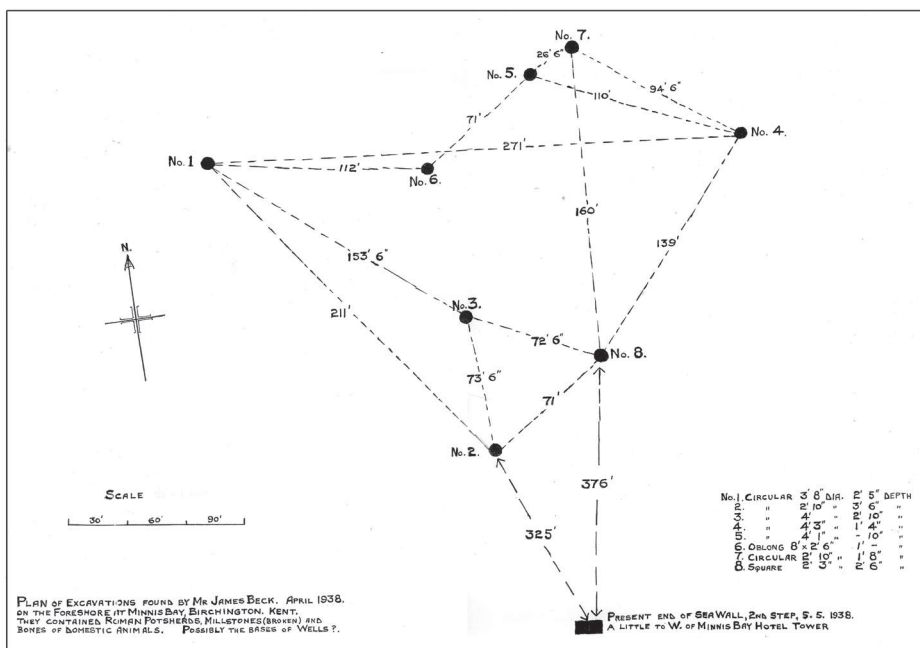 No. 7.
26' 6"
No. 5.
94' 6"
110'
71'
No. 4.
271'
No. 1
112'
No. 6.
160'
139'
153' 6"
N.
211'
No. 3.
72' 6"
No. 8.
73' 6"
71'
No. 2.
376'
325'
SCALE
30' 60' 90'
No. 1. CIRCULAR 3' 8" DIA. 2' 5" DEPTH
2. " 2' 10" " 3' 6" "
3. " 4' " 2' 10" "
4. " 4' 3" " 1' 4" "
5. " 4' 1" " - 10" "
6. OBLONG 8' × 2' 6" 1' - "
7. CIRCULAR 2' 10" " 1' 8" "
8. SQUARE 2' 3" " 2' 6" "
PLAN OF EXCAVATIONS FOUND BY MR JAMES BECK. APRIL 1938.
ON THE FORESHORE AT MINNIS BAY, BIRCHINGTON. KENT.
THEY CONTAINED ROMAN POTSHERDS, MILLSTONES (BROKEN) AND
BONES OF DOMESTIC ANIMALS. POSSIBLY THE BASES OF WELLS?.
PRESENT END OF SEA WALL, 2ND STEP, 5. 5. 1938.
A LITTLE TO W. OF MINNIS BAY HOTEL TOWER